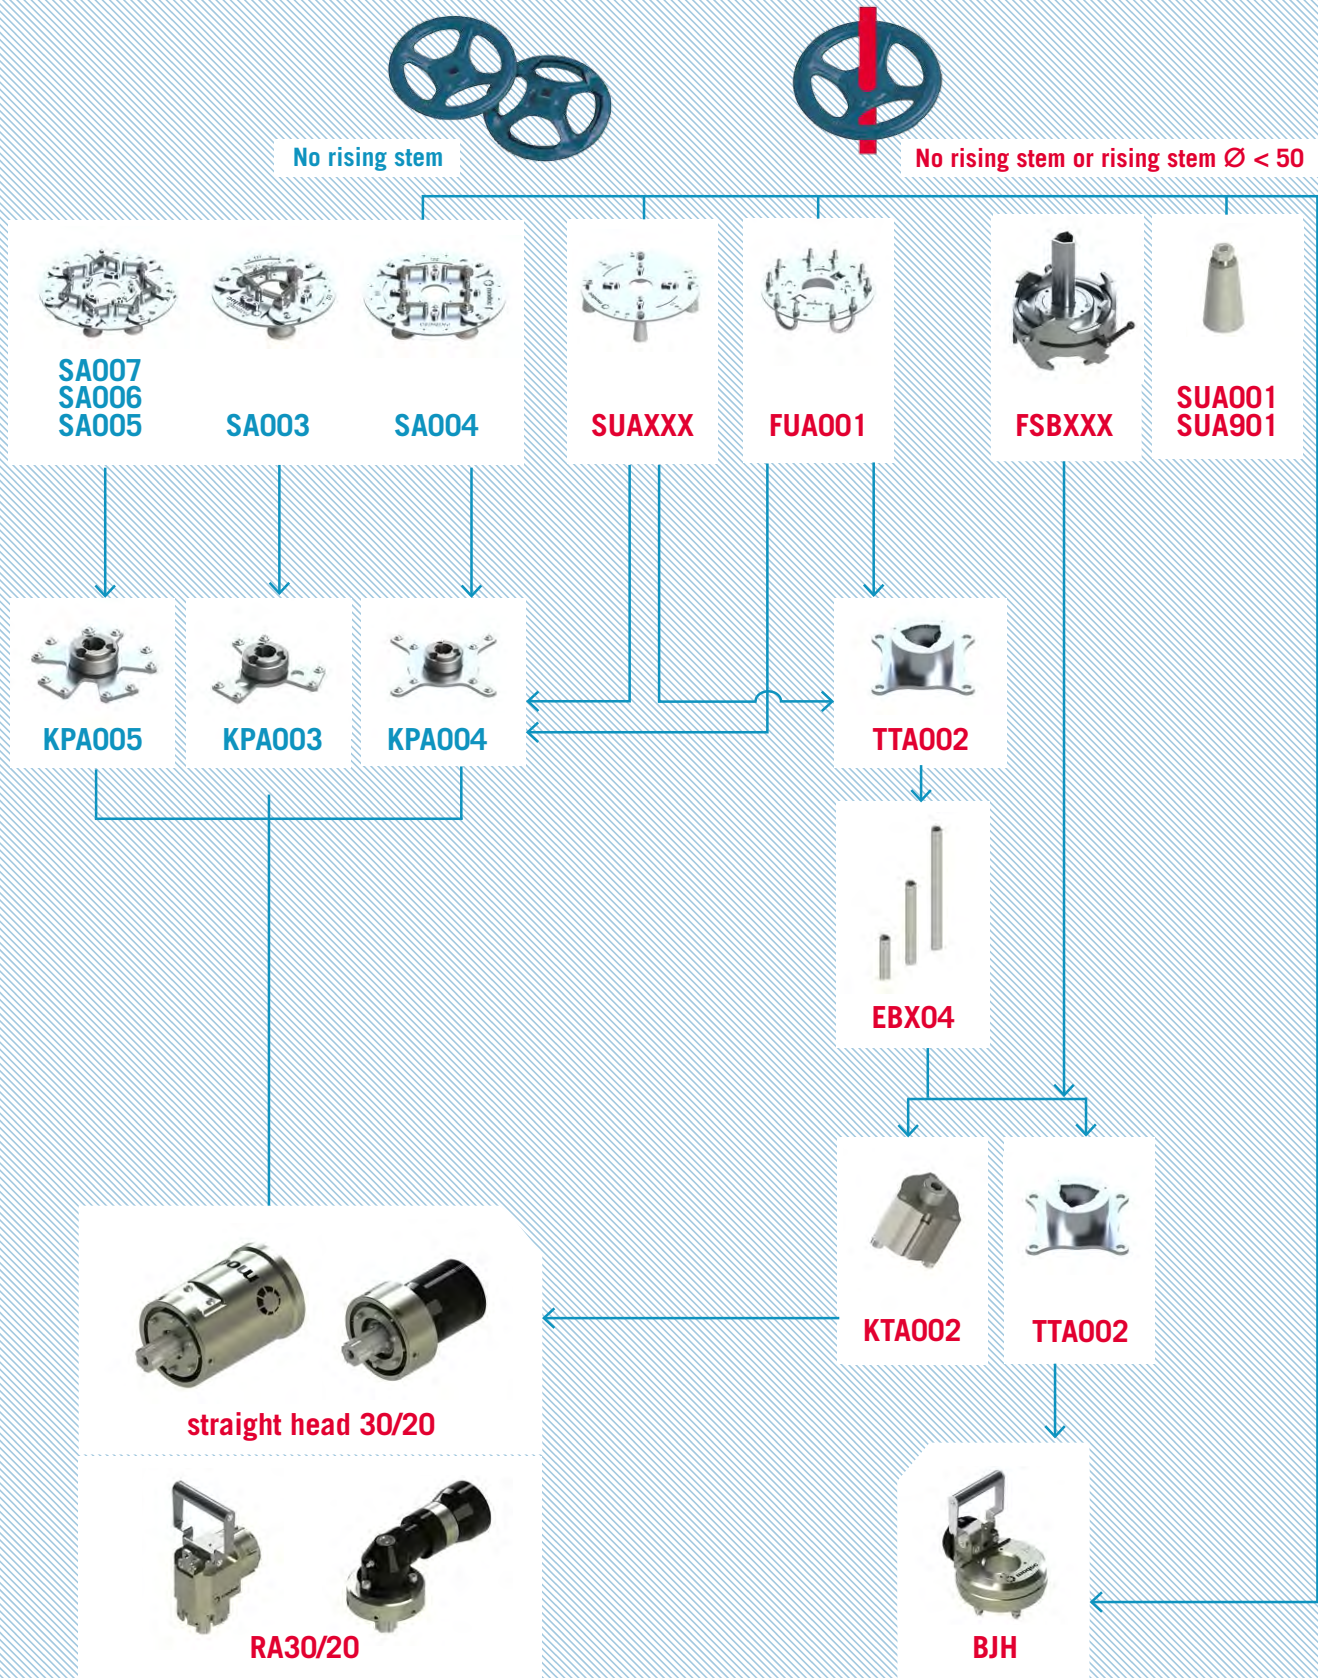 No rising stem
No rising stem or rising stem Ø < 50
SA007
SA006
SA005
SA003
SA004
SUAXXX
FUA001
FSBXXX
SUA001
SUA901
KPA005
KPA003
KPA004
TTA002
EBX04
KTA002
TTA002
straight head 30/20
RA30/20
BJH